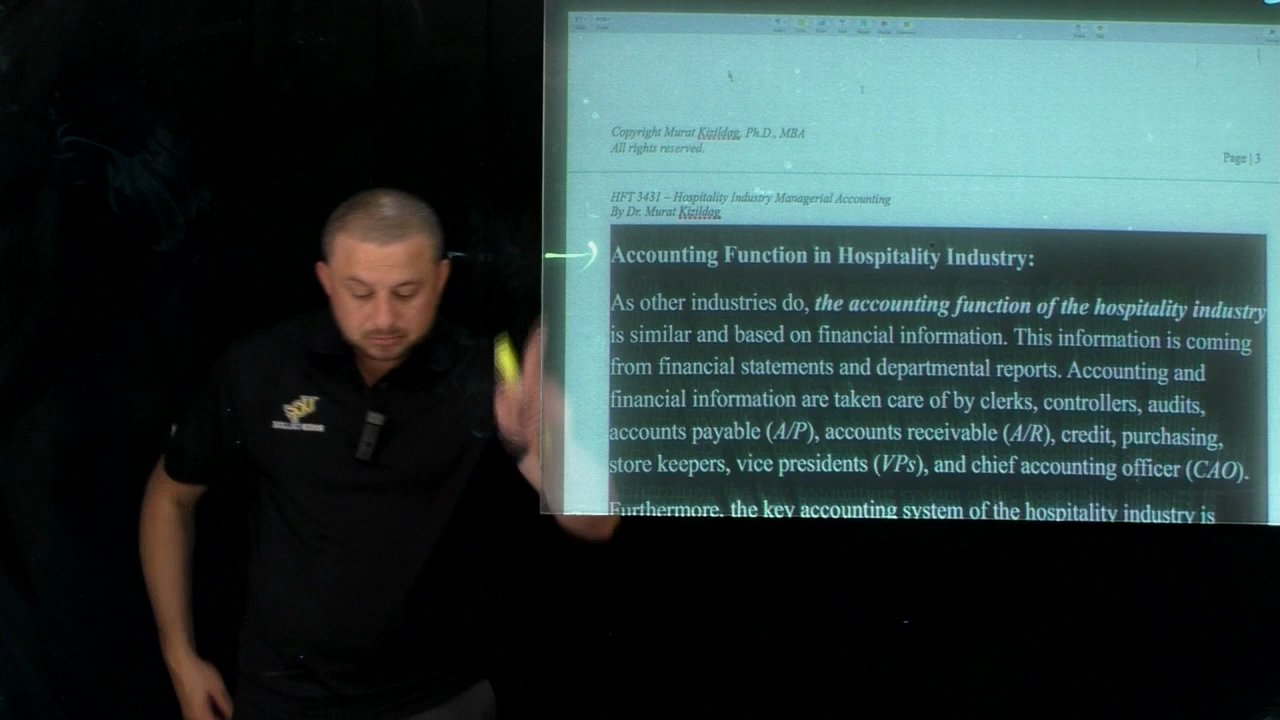 Copyright Murat Kizildag, Ph.D., MBA
All rights reserved.
Page | 3
HFT 3431 – Hospitality Industry Managerial Accounting
By Dr. Murat Kizildag
Accounting Function in Hospitality Industry:
As other industries do, the accounting function of the hospitality industry
is similar and based on financial information. This information is coming
from financial statements and departmental reports. Accounting and
financial information are taken care of by clerks, controllers, audits,
accounts payable (A/P), accounts receivable (A/R), credit, purchasing,
store keepers, vice presidents (VPs), and chief accounting officer (CAO).
Furthermore, the key accounting system of the hospitality industry is